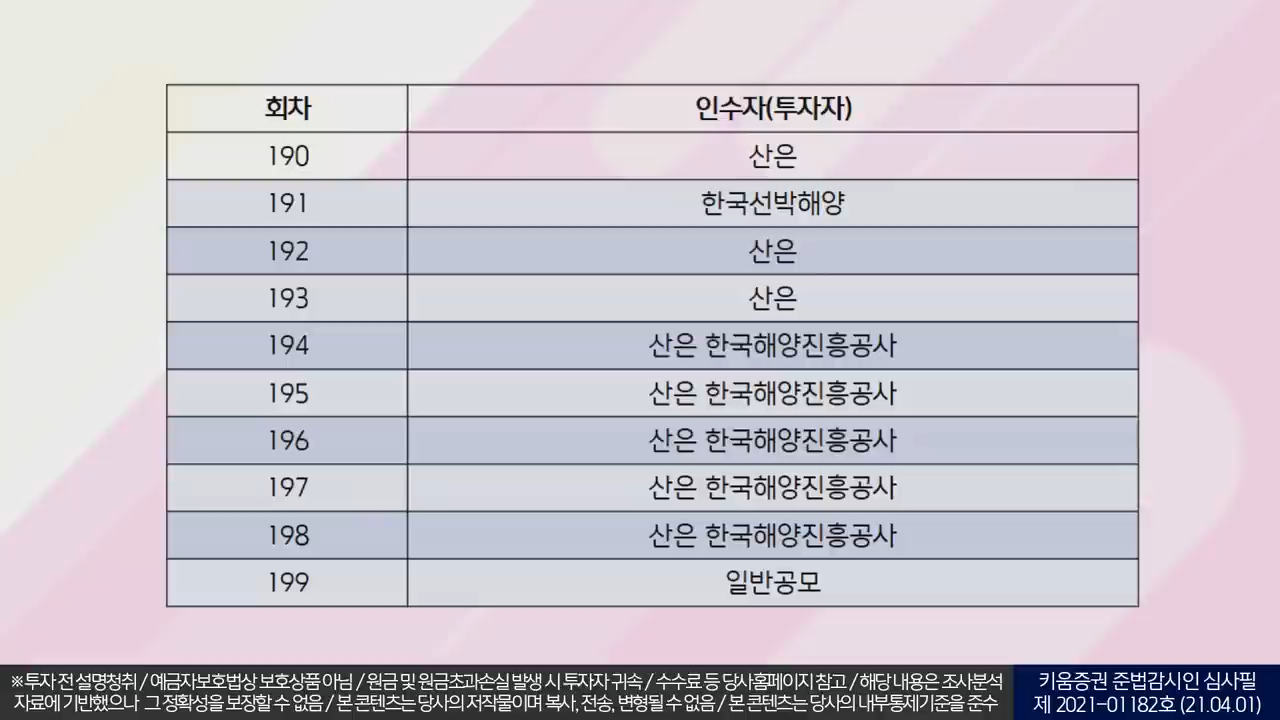 회차 인수자(투자자)
190 산은
191 한국선박해양
192 산은
193 산은
194 산은 한국해양진흥공사
195 산은 한국해양진흥공사
196 산은 한국해양진흥공사
197 산은 한국해양진흥공사
198 산은 한국해양진흥공사
199 일반공모
※투자 전 설명청취 / 예금자보호법상 보호상품 아님 / 원금 및 원금초과손실 발생 시 투자자 귀속 / 수수료 등 당사홈페이지 참고 / 해당 내용은 조사분석
자료에 기반했으나 그 정확성을 보장할 수 없음 / 본 콘텐츠는 당사의 저작물이며 복사, 전송, 변형될 수 없음 / 본 콘텐츠는 당사의 내부통제기준을 준수
키움증권 준법감시인 심사필
제 2021-01182호 (21.04.01)